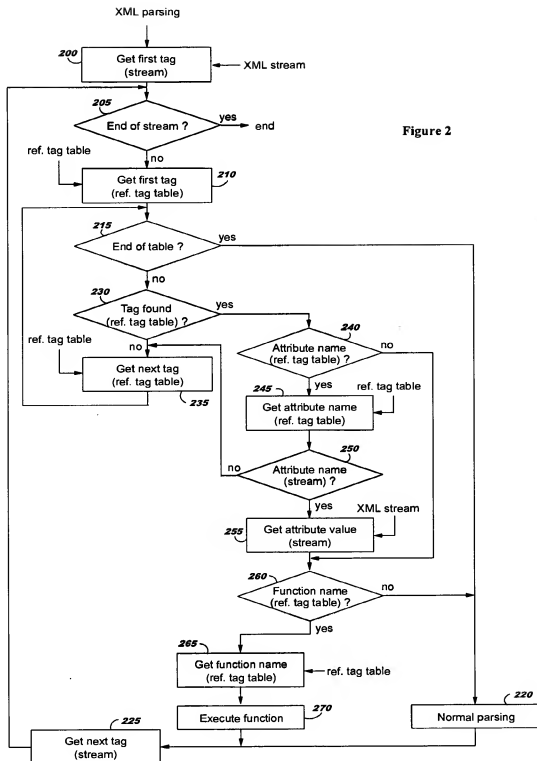 XML parsing
200
Get first tag
(stream)
XML stream
205
End of stream ?
yes
end
Figure 2
no
ref. tag table
Get first tag
(ref. tag table)
210
215
End of table ?
yes
no
230
Tag found
(ref. tag table) ?
yes
240
Attribute name
(ref. tag table) ?
no
ref. tag table
no
Get next tag
(ref. tag table)
235
yes
245
Get attribute name
(ref. tag table)
ref. tag table
250
Attribute name
(stream) ?
no
yes
XML stream
255
Get attribute value
(stream)
260
Function name
(ref. tag table) ?
no
yes
265
Get function name
(ref. tag table)
ref. tag table
Execute function
270
220
Normal parsing
225
Get next tag
(stream)